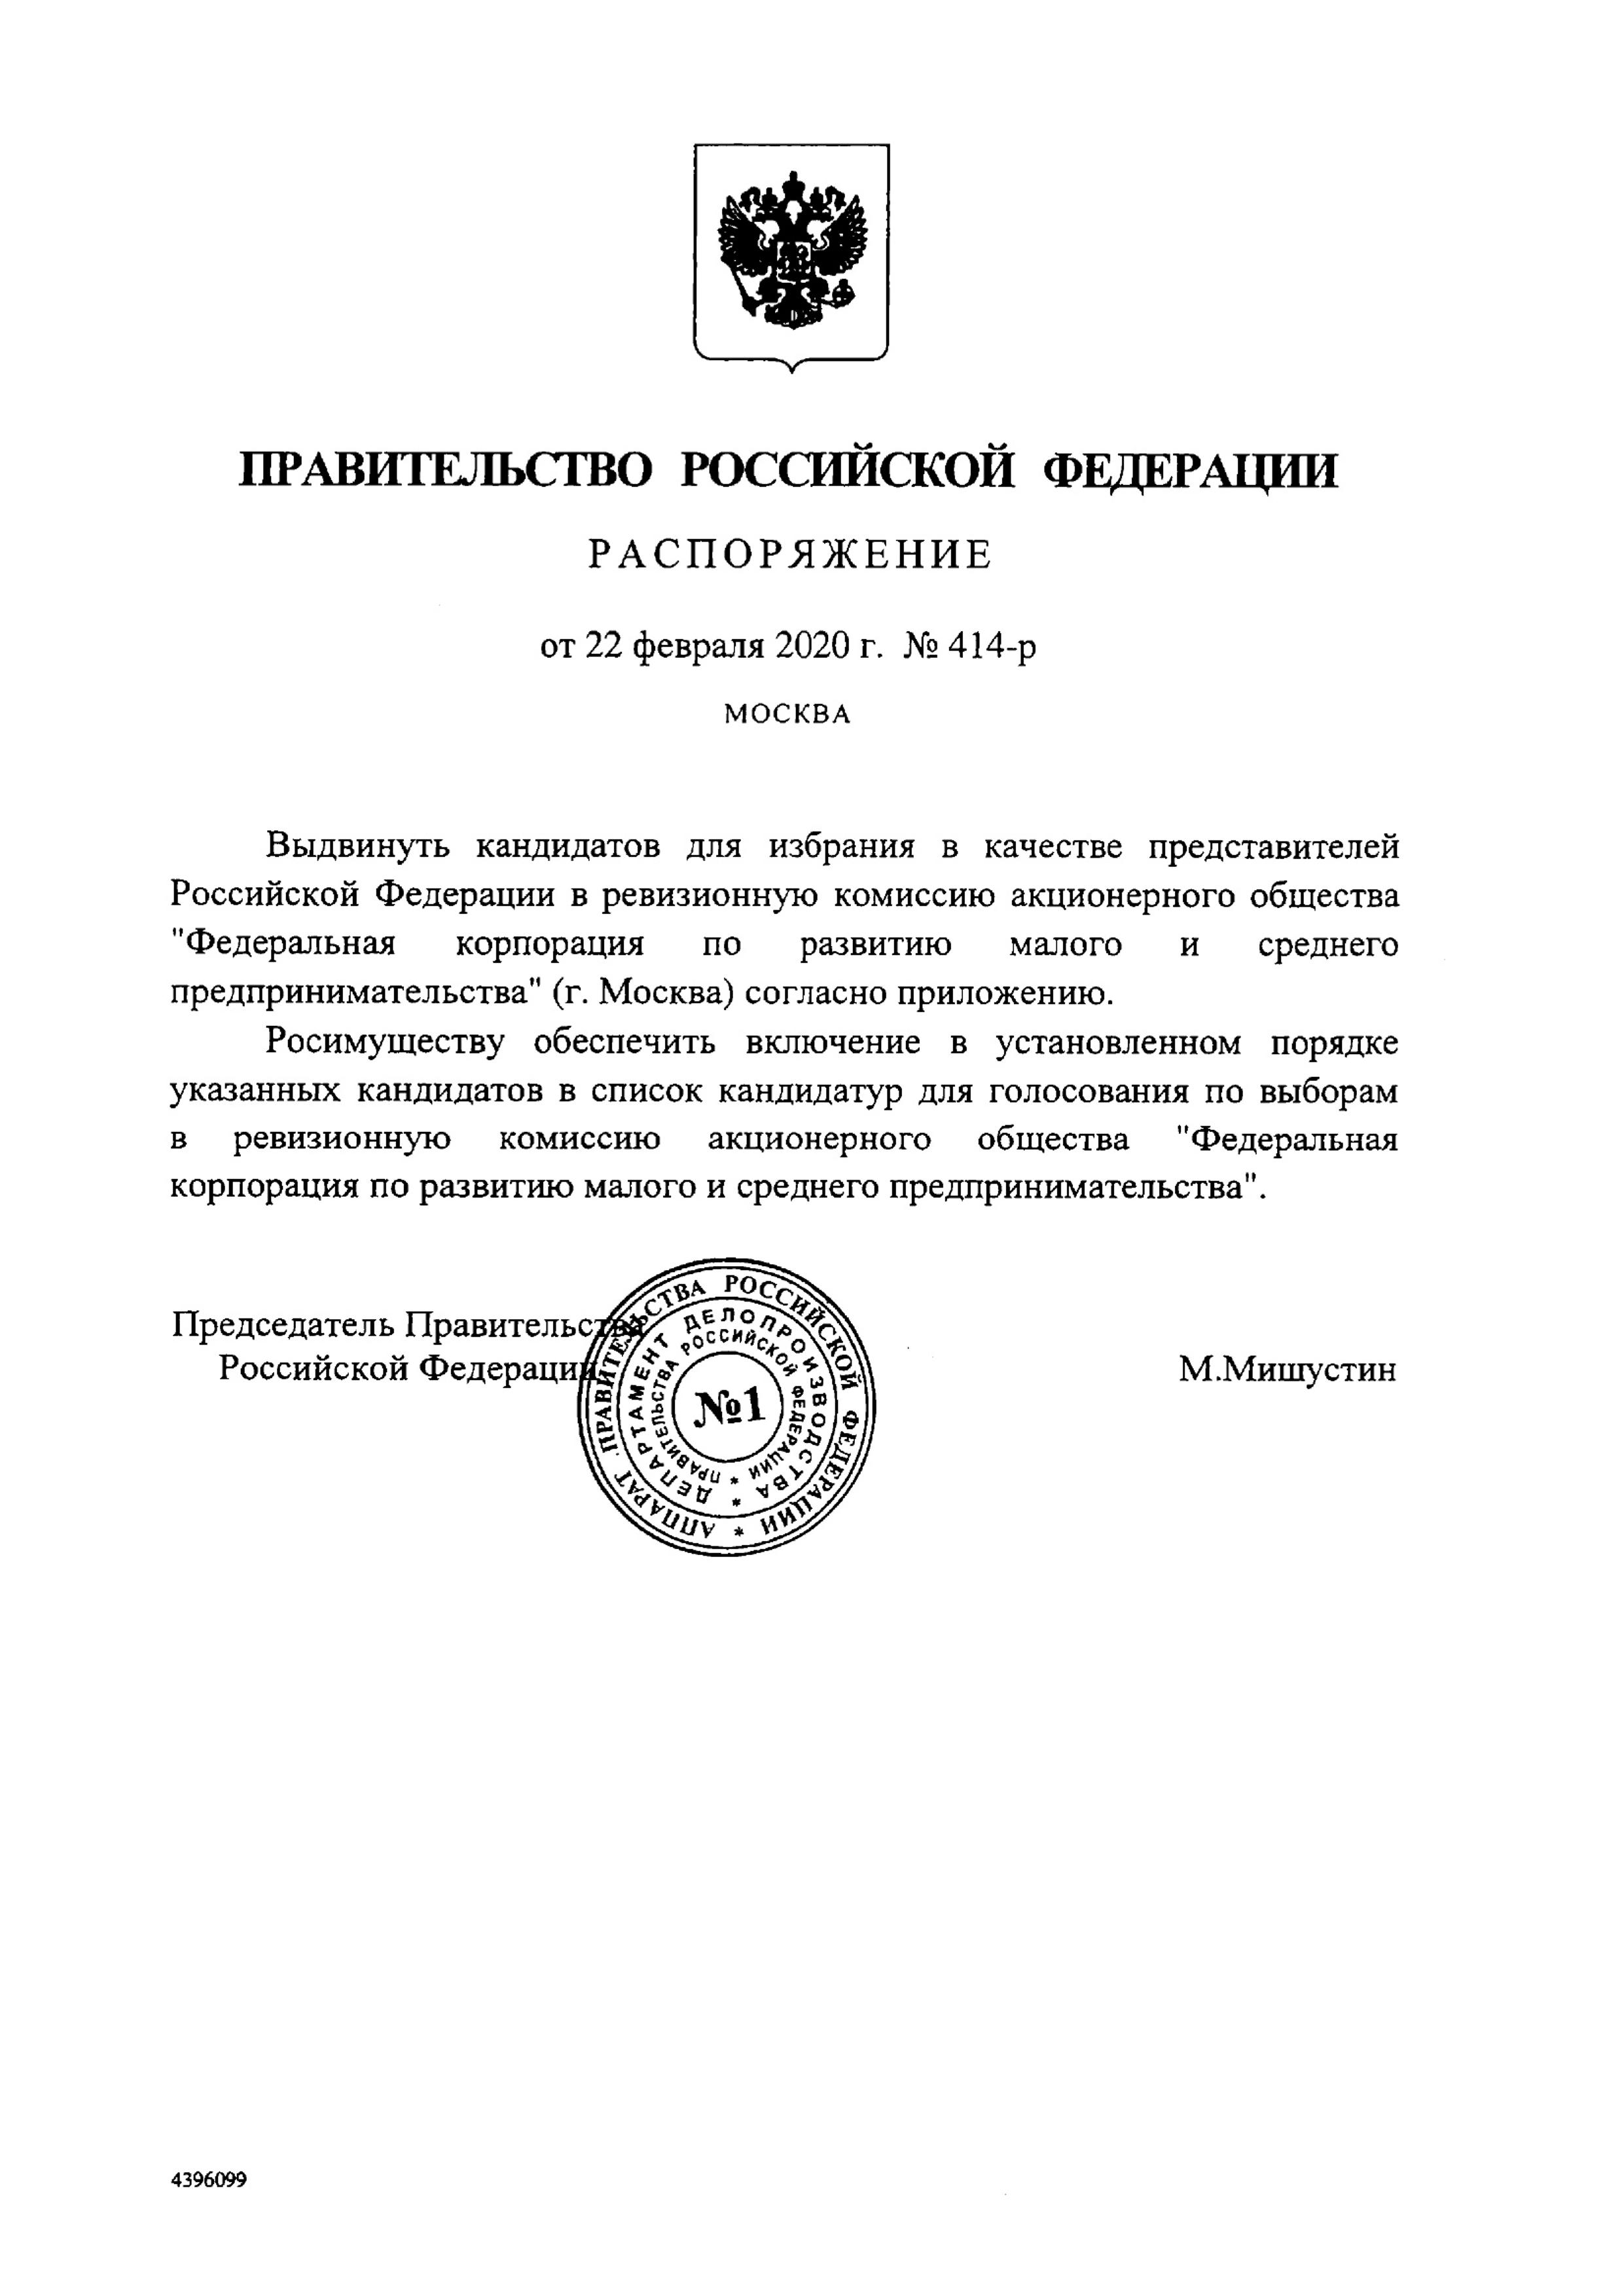 ПРАВИТЕЛЬСТВО РОССИЙСКОЙ ФЕДЕРАЦИИ
РАСПОРЯЖЕНИЕ
от 22 февраля 2020 г. № 414-р
МОСКВА
Выдвинуть кандидатов для избрания в качестве представителей
Российской Федерации в ревизионную комиссию акционерного общества
"Федеральная корпорация по развитию малого и среднего
предпринимательства" (г. Москва) согласно приложению.
Росимуществу обеспечить включение в установленном порядке
указанных кандидатов в список кандидатур для голосования по выборам
в ревизионную комиссию акционерного общества "Федеральная
корпорация по развитию малого и среднего предпринимательства".
Председатель Правительства
Российской Федерации
М.Мишустин
АППАРАТ ПРАВИТЕЛЬСТВА РОССИЙСКОЙ ФЕДЕРАЦИИ *
ДЕПАРТАМЕНТ ДЕЛОПРОИЗВОДСТВА *
ПРАВИТЕЛЬСТВА РОССИЙСКОЙ ФЕДЕРАЦИИ *
№1
4396099